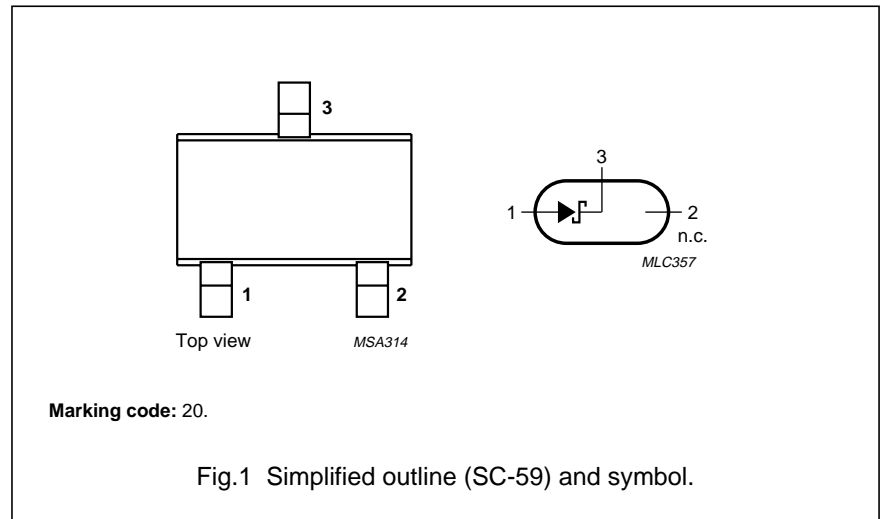 3
1
2
Top view
MSA314
3
1
2
n.c.
MLC357
Marking code: 20.
Fig.1 Simplified outline (SC-59) and symbol.